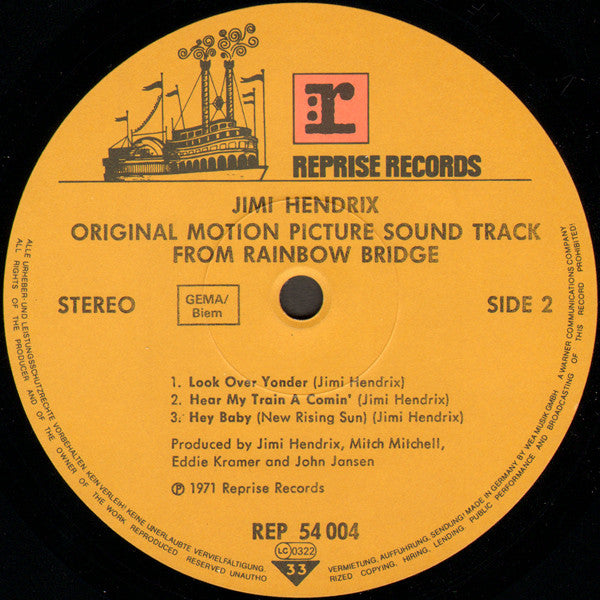 r
REPRISE RECORDS
JIMI HENDRIX
ORIGINAL MOTION PICTURE SOUND TRACK
FROM RAINBOW BRIDGE
STEREO
GEMA/
Biem
SIDE 2
1. Look Over Yonder (Jimi Hendrix)
2. Hear My Train A Comin' (Jimi Hendrix)
3. Hey Baby (New Rising Sun) (Jimi Hendrix)
Produced by Jimi Hendrix, Mitch Mitchell,
Eddie Kramer and John Jansen
℗ 1971 Reprise Records
REP 54 004
LC 0322
33
ALLE URHEBER- UND LEISTUNGSSCHUTZRECHTE VORBEHALTEN. KEIN VERLEIH! KEINE UNERLAUBTE VERVIELFÄLTIGUNG, VERMIETUNG, AUFFÜHRUNG, SENDUNG! MADE IN GERMANY BY WEA MUSIK GMBH · A WARNER COMMUNICATIONS COMPANY
ALL RIGHTS OF THE PRODUCER AND OF THE OWNER OF THE WORK REPRODUCED RESERVED UNAUTHORIZED COPYING, HIRING, LENDING, PUBLIC PERFORMANCE AND BROADCASTING OF THIS RECORD PROHIBITED!